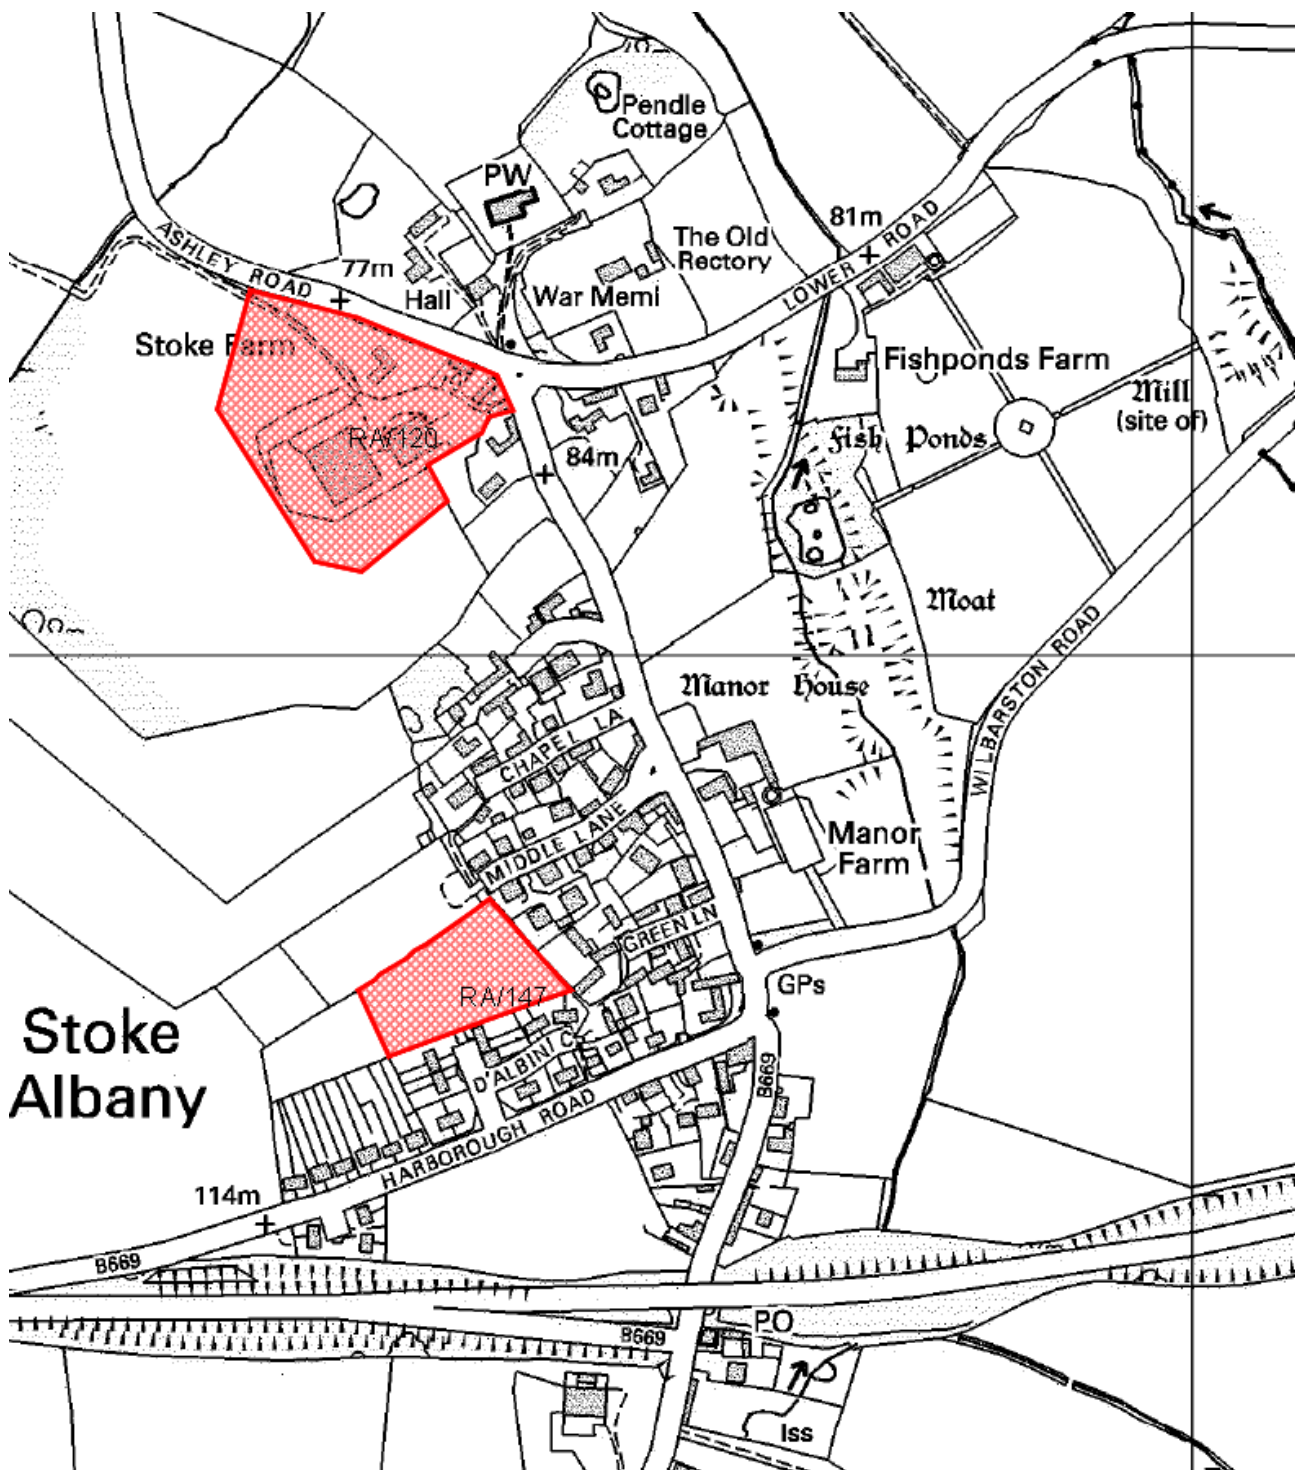 Pendle
Cottage
PW
ASHLEY ROAD
77m
Hall
War Meml
The Old
Rectory
81m
LOWER ROAD
Stoke Farm
Fishponds Farm
Mill
(site of)
RA/120
84m
Fish Ponds
Moat
WILBARSTON ROAD
Manor House
CHAPEL LA
MIDDLE LANE
Manor
Farm
GREEN LN
RA/147
GPs
Stoke
Albany
D'ALBINI C
B669
HARBOROUGH ROAD
114m
B669
PO
B669
Iss